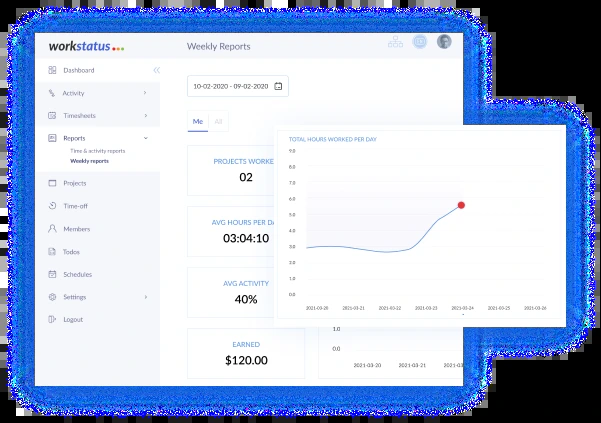 workstatus
Weekly Reports
Dashboard
Activity
Timesheets
Reports
Time & activity reports
Weekly reports
Projects
Time-off
Members
Todos
Schedules
Settings
Logout
10-02-2020 - 09-02-2020
Me All
PROJECTS WORKE
02
AVG HOURS PER DA
03:04:10
AVG ACTIVITY
40%
EARNED
$120.00
TOTAL HOURS WORKED PER DAY
9.0
8.0
7.0
6.0
5.0
4.0
3.0
2.0
1.0
0.0
2021-03-20 2021-03-21 2021-03-22 2021-03-23 2021-03-24 2021-03-25 2021-03-26
1.0
0.0
2021-03-20 2021-03-21 2021-03